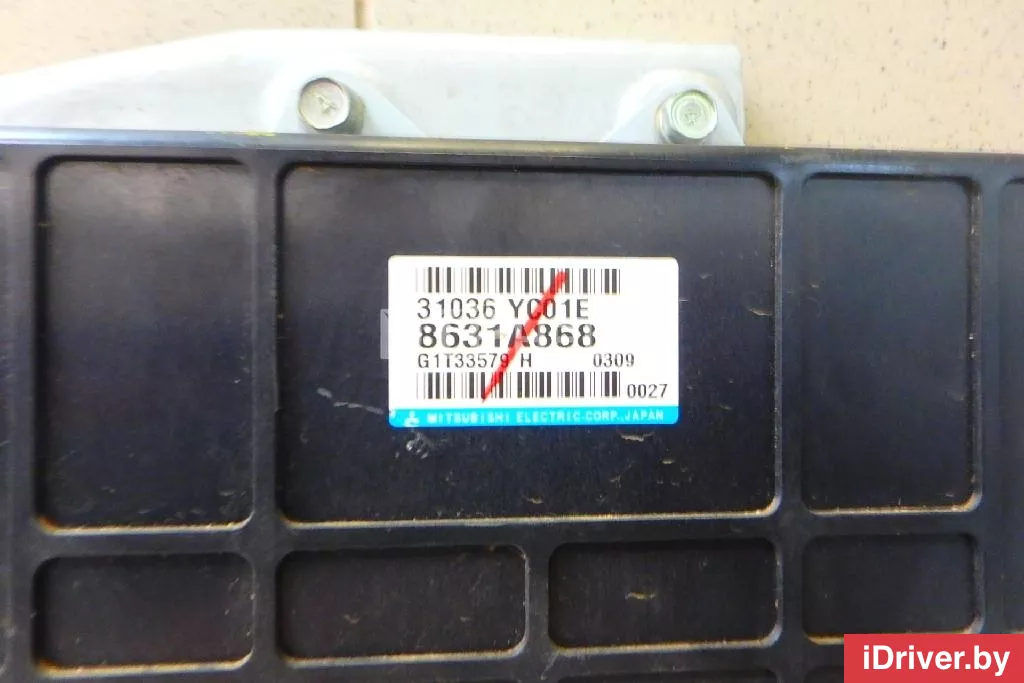 31036 YC01E
8631A868
G1T33579 H 0309
0027
MITSUBISHI ELECTRIC CORP. JAPAN
iDriver.by